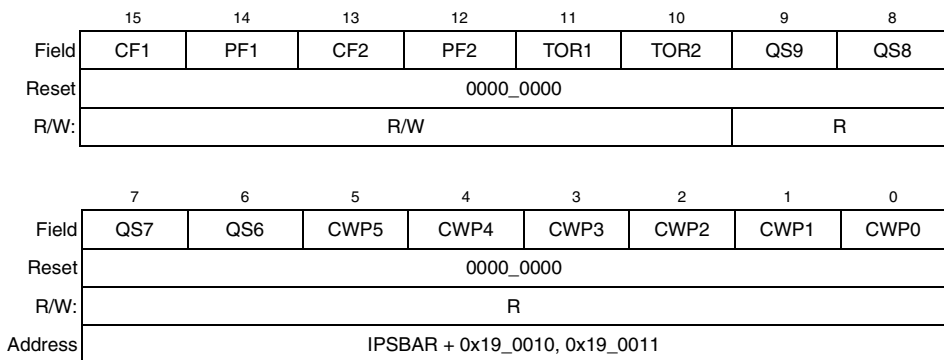 15 14 13 12 11 10 9 8
Field CF1 PF1 CF2 PF2 TOR1 TOR2 QS9 QS8
Reset 0000_0000
R/W: R/W R
7 6 5 4 3 2 1 0
Field QS7 QS6 CWP5 CWP4 CWP3 CWP2 CWP1 CWP0
Reset 0000_0000
R/W: R
Address IPSBAR + 0x19_0010, 0x19_0011